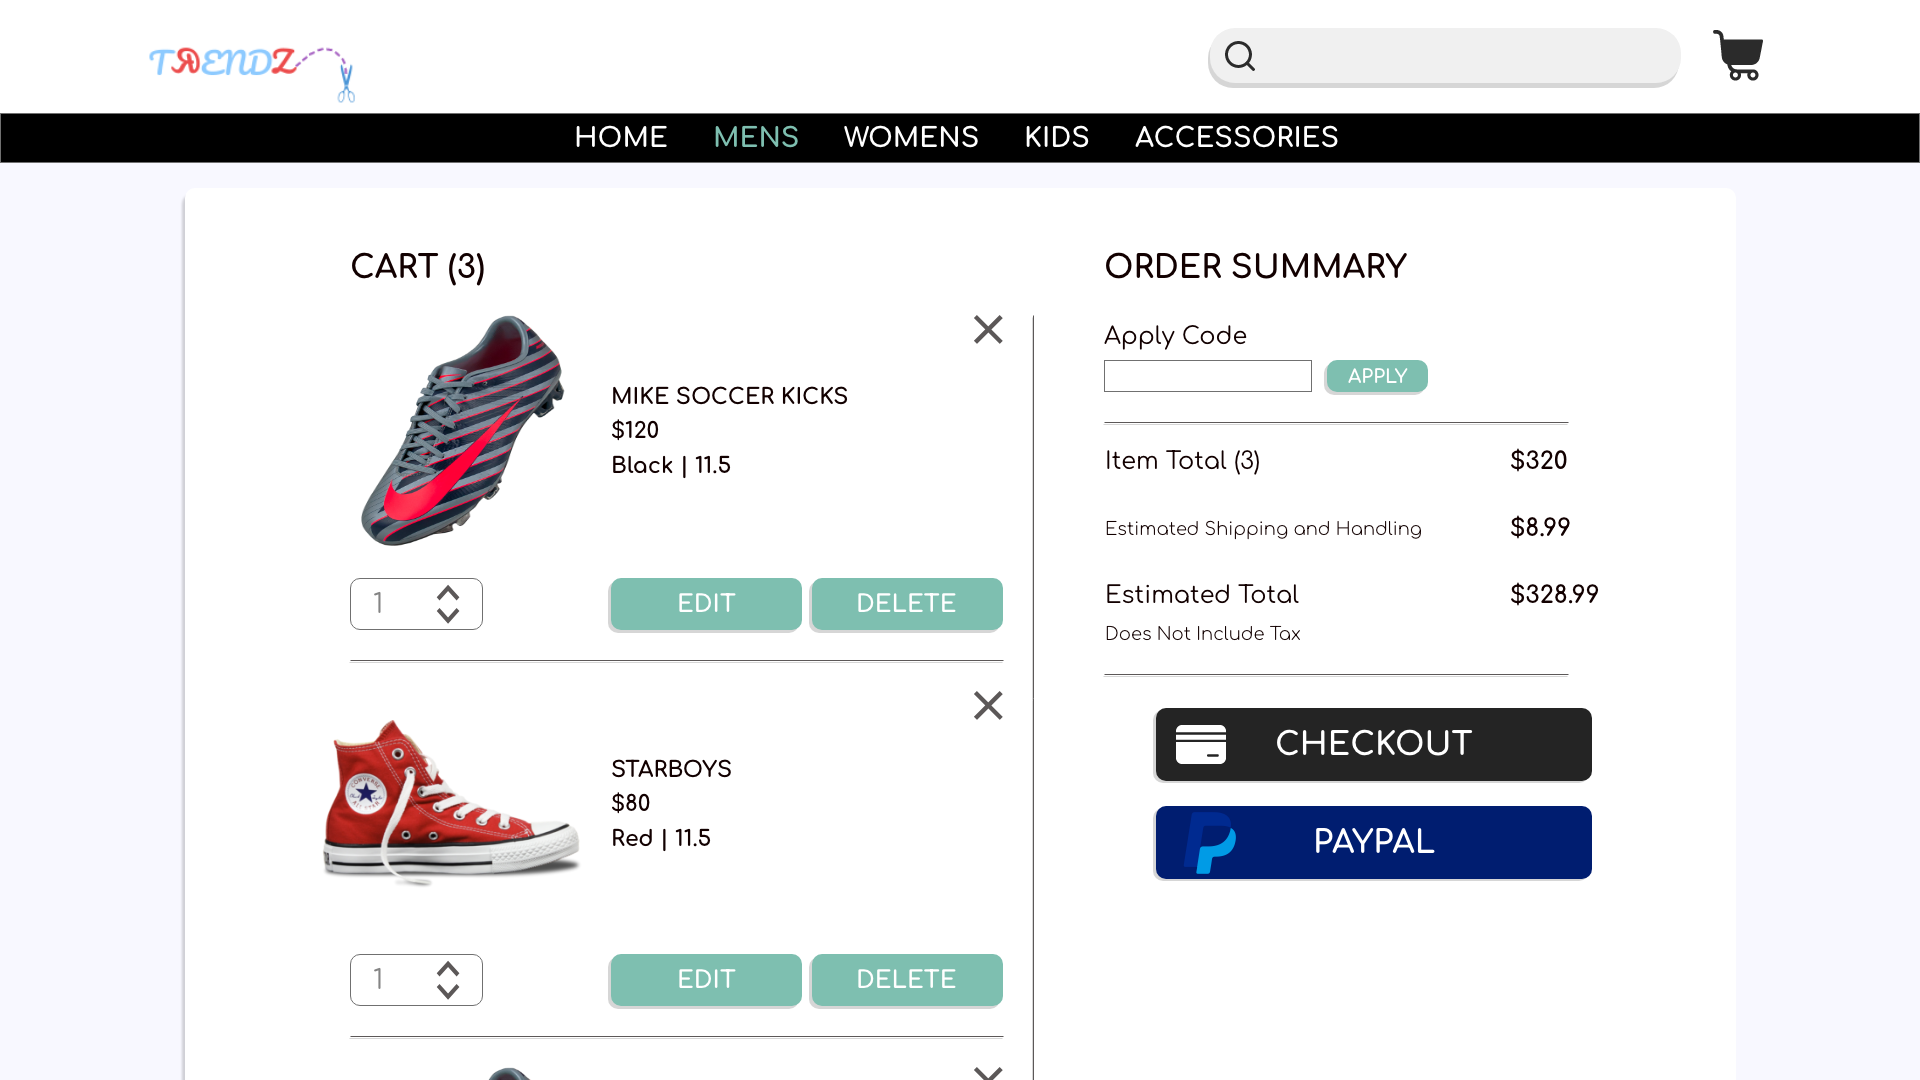 TRENDZ
HOME MENS WOMENS KIDS ACCESSORIES
CART (3)
MIKE SOCCER KICKS
$120
Black | 11.5
1
EDIT DELETE
CONVERSE
STARBOYS
$80
Red | 11.5
1
EDIT DELETE
ORDER SUMMARY
Apply Code
APPLY
Item Total (3) $320
Estimated Shipping and Handling $8.99
Estimated Total $328.99
Does Not Include Tax
CHECKOUT
PAYPAL